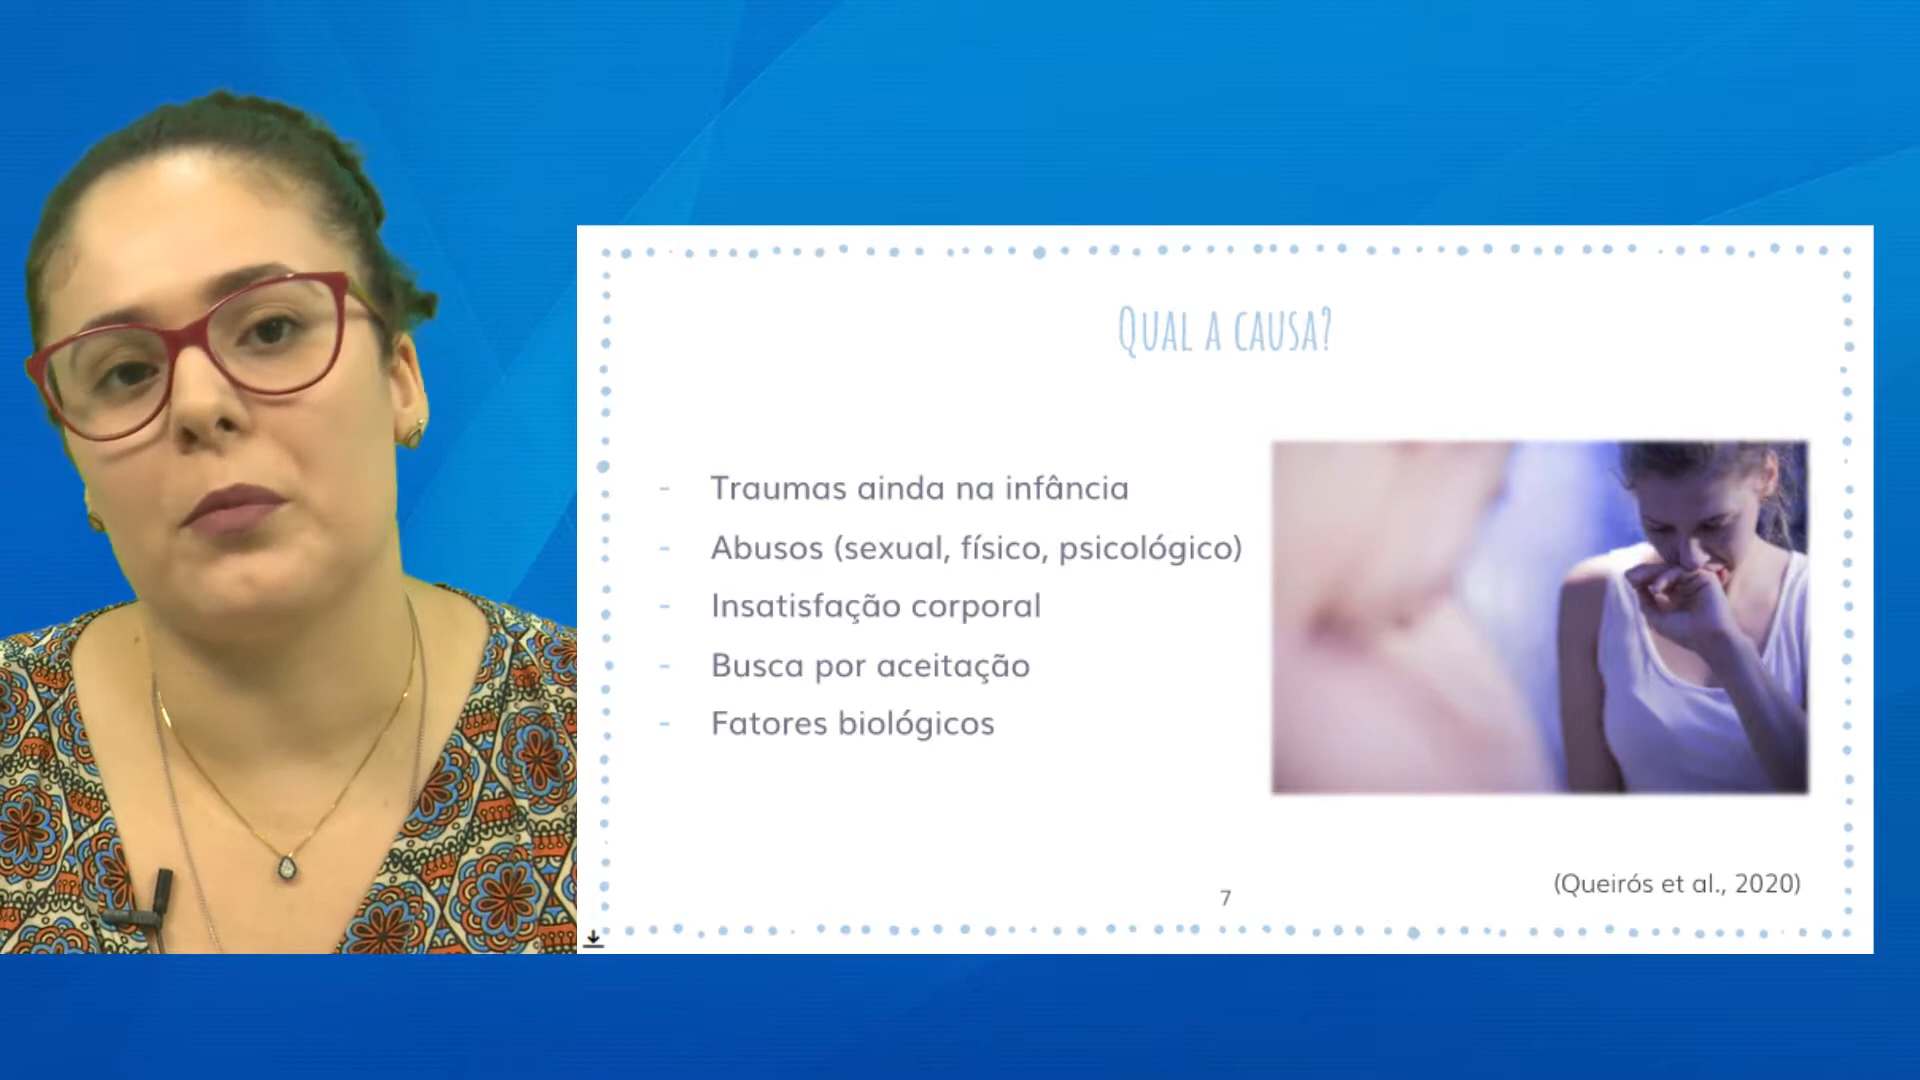 Qual a causa?
- Traumas ainda na infância
- Abusos (sexual, físico, psicológico)
- Insatisfação corporal
- Busca por aceitação
- Fatores biológicos
(Queirós et al., 2020)
7